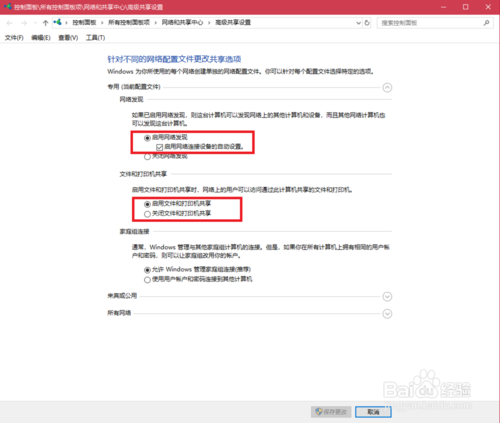 控制面板\所有控制面板项\网络和共享中心\高级共享设置
控制面板 > 所有控制面板项 > 网络和共享中心 > 高级共享设置
搜索控制面板
文件(F) 编辑(E) 查看(V) 工具(T)
针对不同的网络配置文件更改共享选项
Windows 为你所使用的每个网络创建单独的网络配置文件。你可以针对每个配置文件选择特定的选项。
专用 (当前配置文件)
网络发现
如果已启用网络发现，则这台计算机可以发现网络上的其他计算机和设备，而且其他网络计算机也
可以发现这台计算机。
启用网络发现
启用网络连接设备的自动设置。
关闭网络发现
文件和打印机共享
启用文件和打印机共享时，网络上的用户可以访问通过此计算机共享的文件和打印机。
启用文件和打印机共享
关闭文件和打印机共享
家庭组连接
通常，Windows 管理与其他家庭组计算机的连接。但是，如果你在所有计算机上拥有相同的用户帐
户和密码，则可以让家庭组改用你的帐户。
允许 Windows 管理家庭组连接(推荐)
使用用户帐户和密码连接到其他计算机
来宾或公用
所有网络
保存更改 取消
Baidu 经验